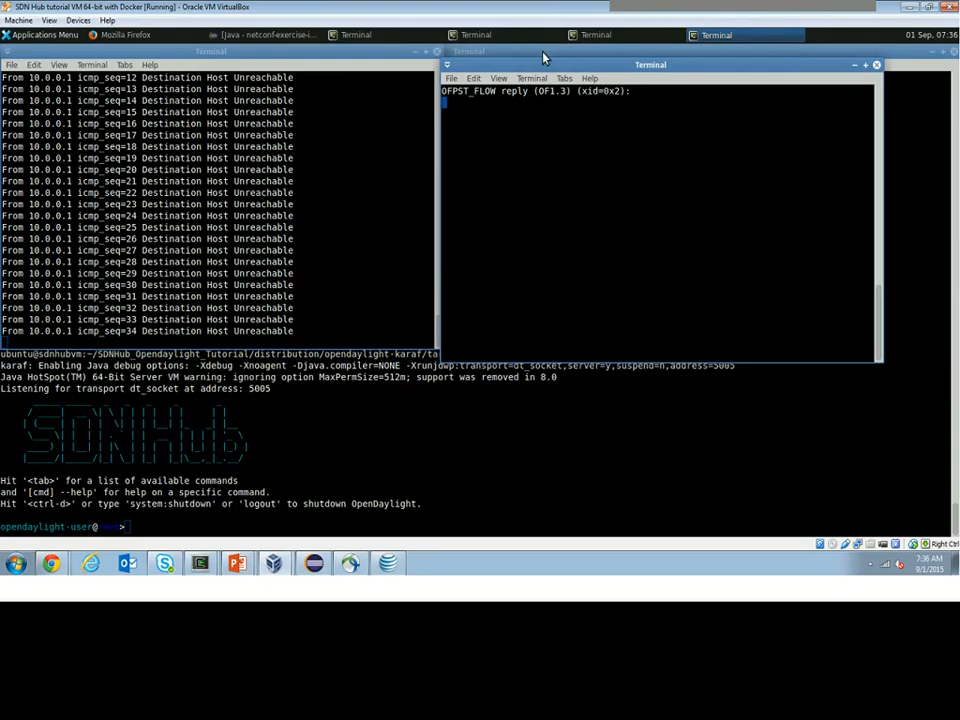 SDN Hub tutorial VM 64-bit with Docker [Running] - Oracle VM VirtualBox
Machine View Devices Help
Applications Menu Mozilla Firefox [Java - netconf-exercise-i... Terminal Terminal Terminal Terminal 01 Sep, 07:36
Terminal
File Edit View Terminal Tabs Help
From 10.0.0.1 icmp_seq=12 Destination Host Unreachable
From 10.0.0.1 icmp_seq=13 Destination Host Unreachable
From 10.0.0.1 icmp_seq=14 Destination Host Unreachable
From 10.0.0.1 icmp_seq=15 Destination Host Unreachable
From 10.0.0.1 icmp_seq=16 Destination Host Unreachable
From 10.0.0.1 icmp_seq=17 Destination Host Unreachable
From 10.0.0.1 icmp_seq=18 Destination Host Unreachable
From 10.0.0.1 icmp_seq=19 Destination Host Unreachable
From 10.0.0.1 icmp_seq=20 Destination Host Unreachable
From 10.0.0.1 icmp_seq=21 Destination Host Unreachable
From 10.0.0.1 icmp_seq=22 Destination Host Unreachable
From 10.0.0.1 icmp_seq=23 Destination Host Unreachable
From 10.0.0.1 icmp_seq=24 Destination Host Unreachable
From 10.0.0.1 icmp_seq=25 Destination Host Unreachable
From 10.0.0.1 icmp_seq=26 Destination Host Unreachable
From 10.0.0.1 icmp_seq=27 Destination Host Unreachable
From 10.0.0.1 icmp_seq=28 Destination Host Unreachable
From 10.0.0.1 icmp_seq=29 Destination Host Unreachable
From 10.0.0.1 icmp_seq=30 Destination Host Unreachable
From 10.0.0.1 icmp_seq=31 Destination Host Unreachable
From 10.0.0.1 icmp_seq=32 Destination Host Unreachable
From 10.0.0.1 icmp_seq=33 Destination Host Unreachable
From 10.0.0.1 icmp_seq=34 Destination Host Unreachable
Terminal
Terminal
File Edit View Terminal Tabs Help
OFPST_FLOW reply (OF1.3) (xid=0x2):
ubuntu@sdnhubvm:~/SDNHub_Opendaylight_Tutorial/distribution/opendaylight-karaf/ta
karaf: Enabling Java debug options: -Xdebug -Xnoagent -Djava.compiler=NONE -Xrunjdwp:transport=dt_socket,server=y,suspend=n,address=5005
Java HotSpot(TM) 64-Bit Server VM warning: ignoring option MaxPermSize=512m; support was removed in 8.0
Listening for transport dt_socket at address: 5005
SDNHub
Hit '<tab>' for a list of available commands
and '[cmd] --help' for help on a specific command.
Hit '<ctrl-d>' or type 'system:shutdown' or 'logout' to shutdown OpenDaylight.
opendaylight-user@root>
Right Ctrl
7:36 AM
9/1/2015